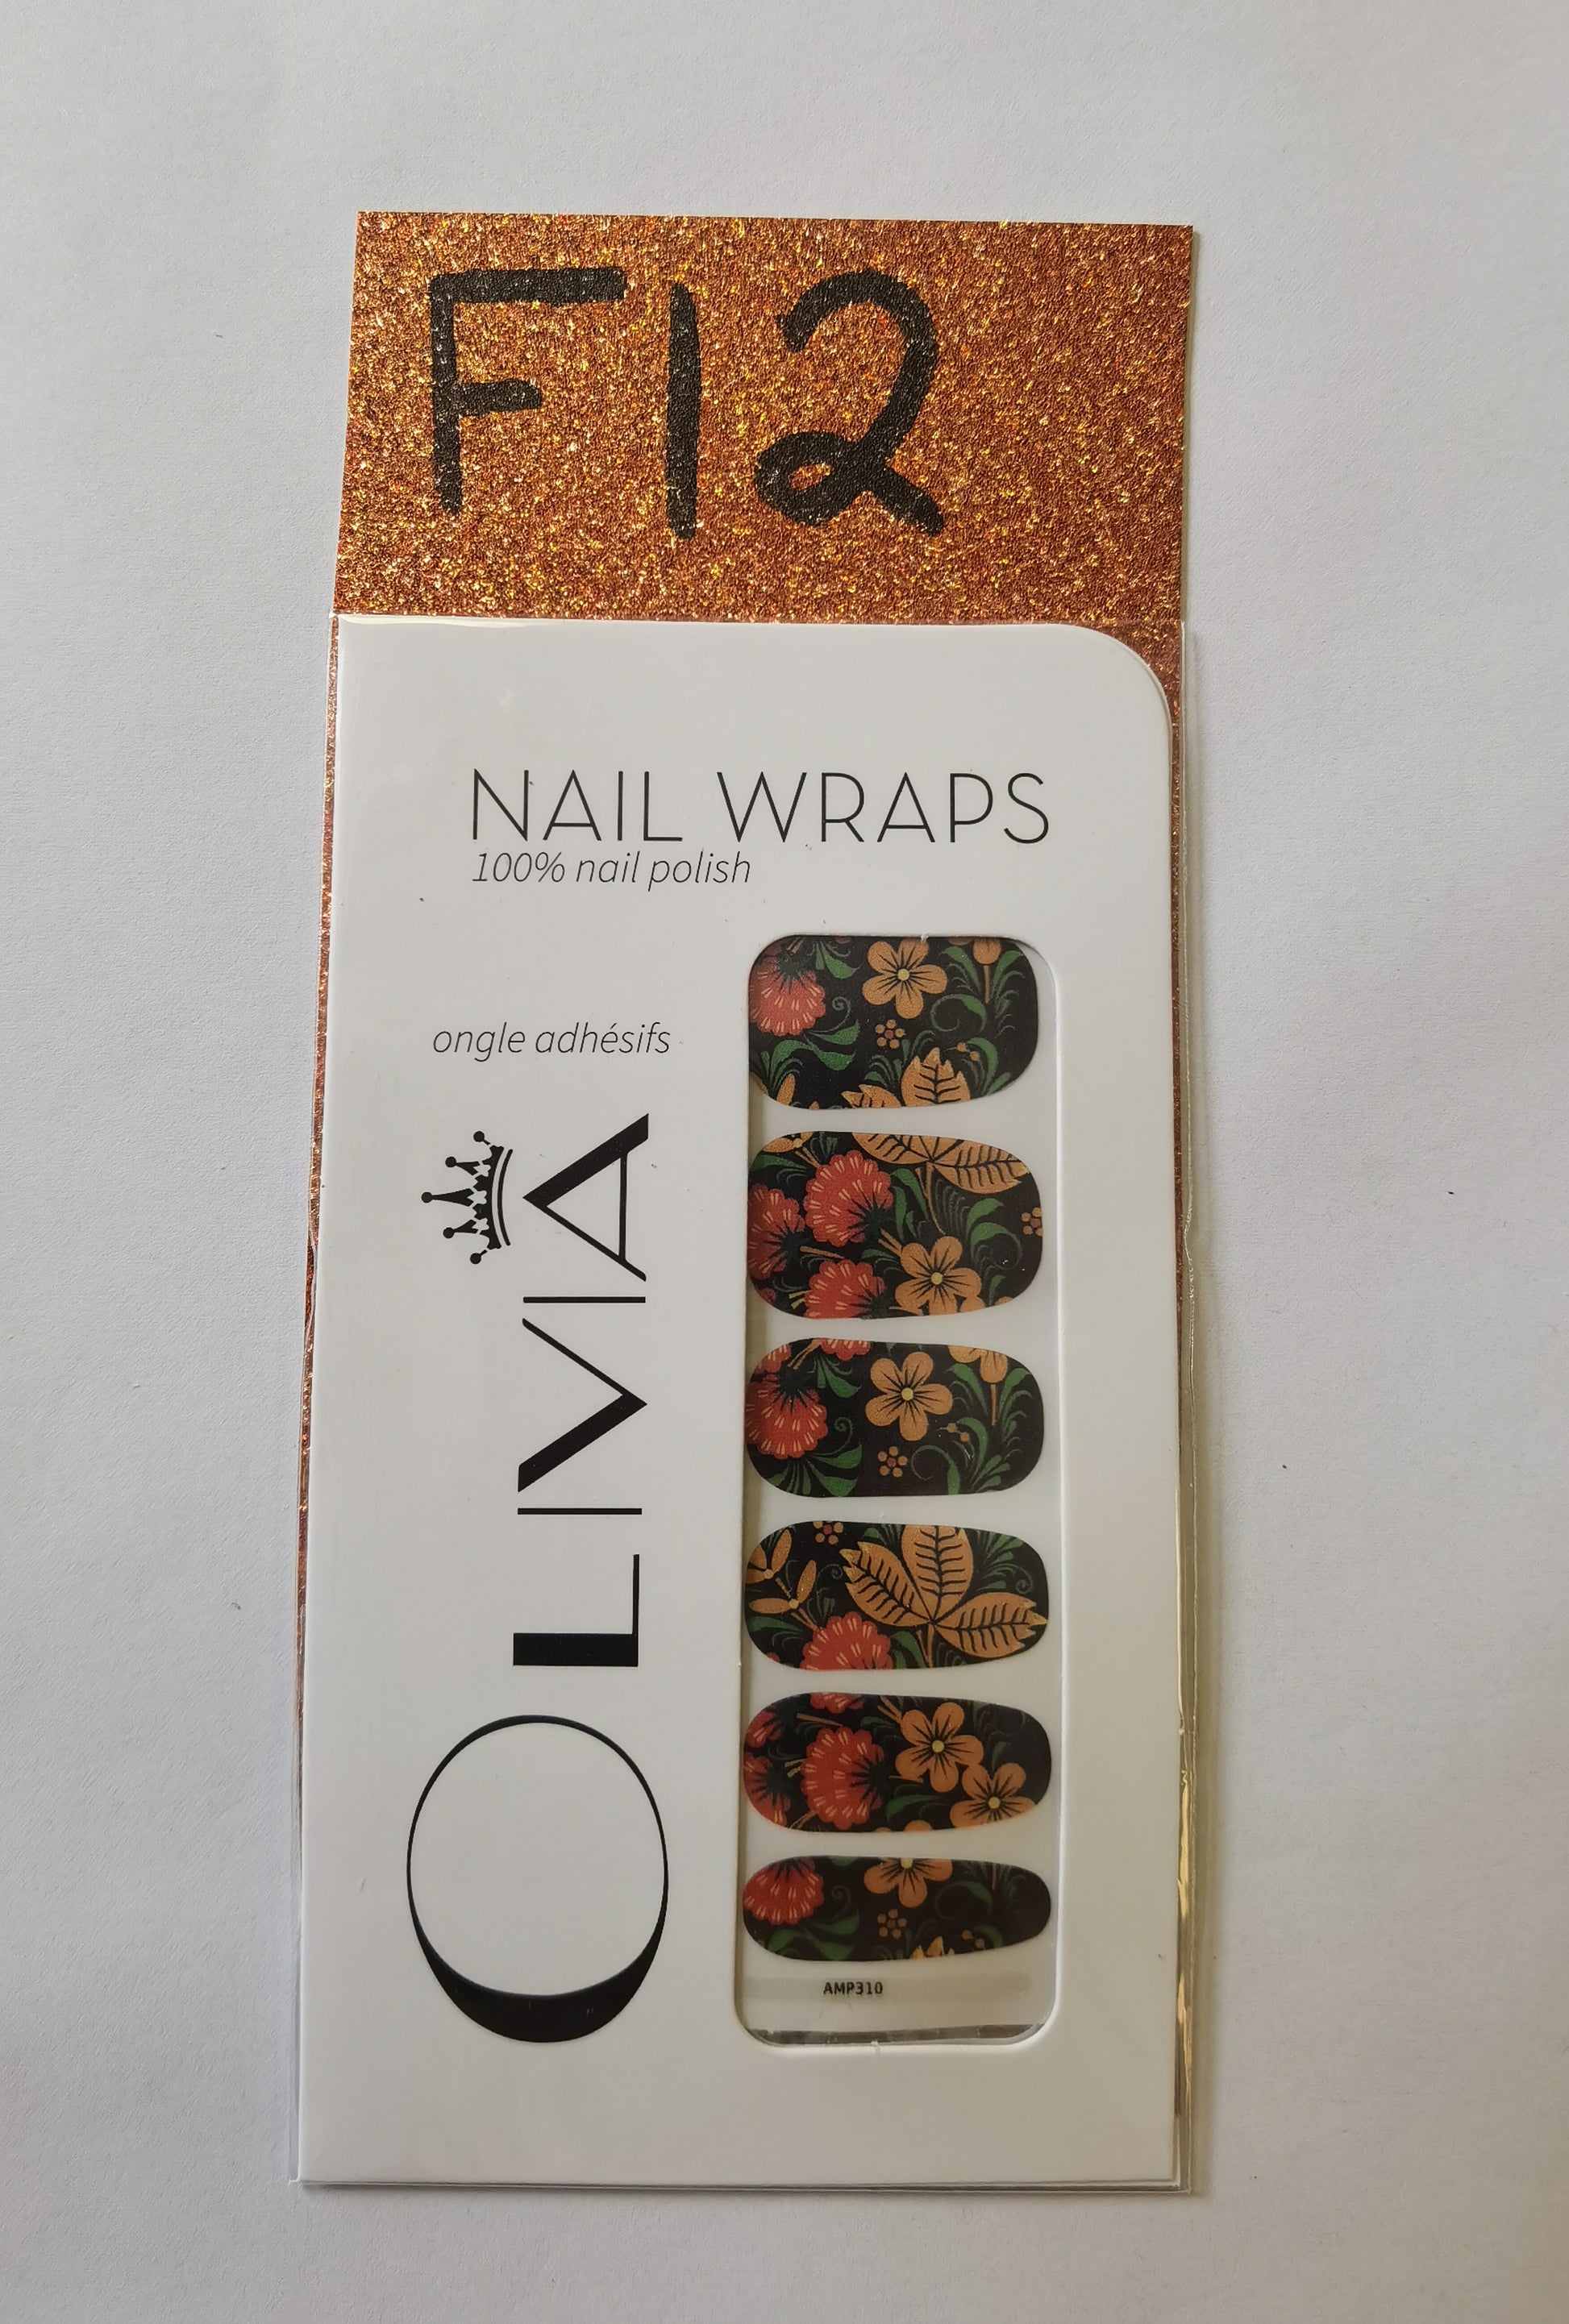 F12
NAIL WRAPS
100% nail polish
ongle adhésifs
OLIVIA
AMP310